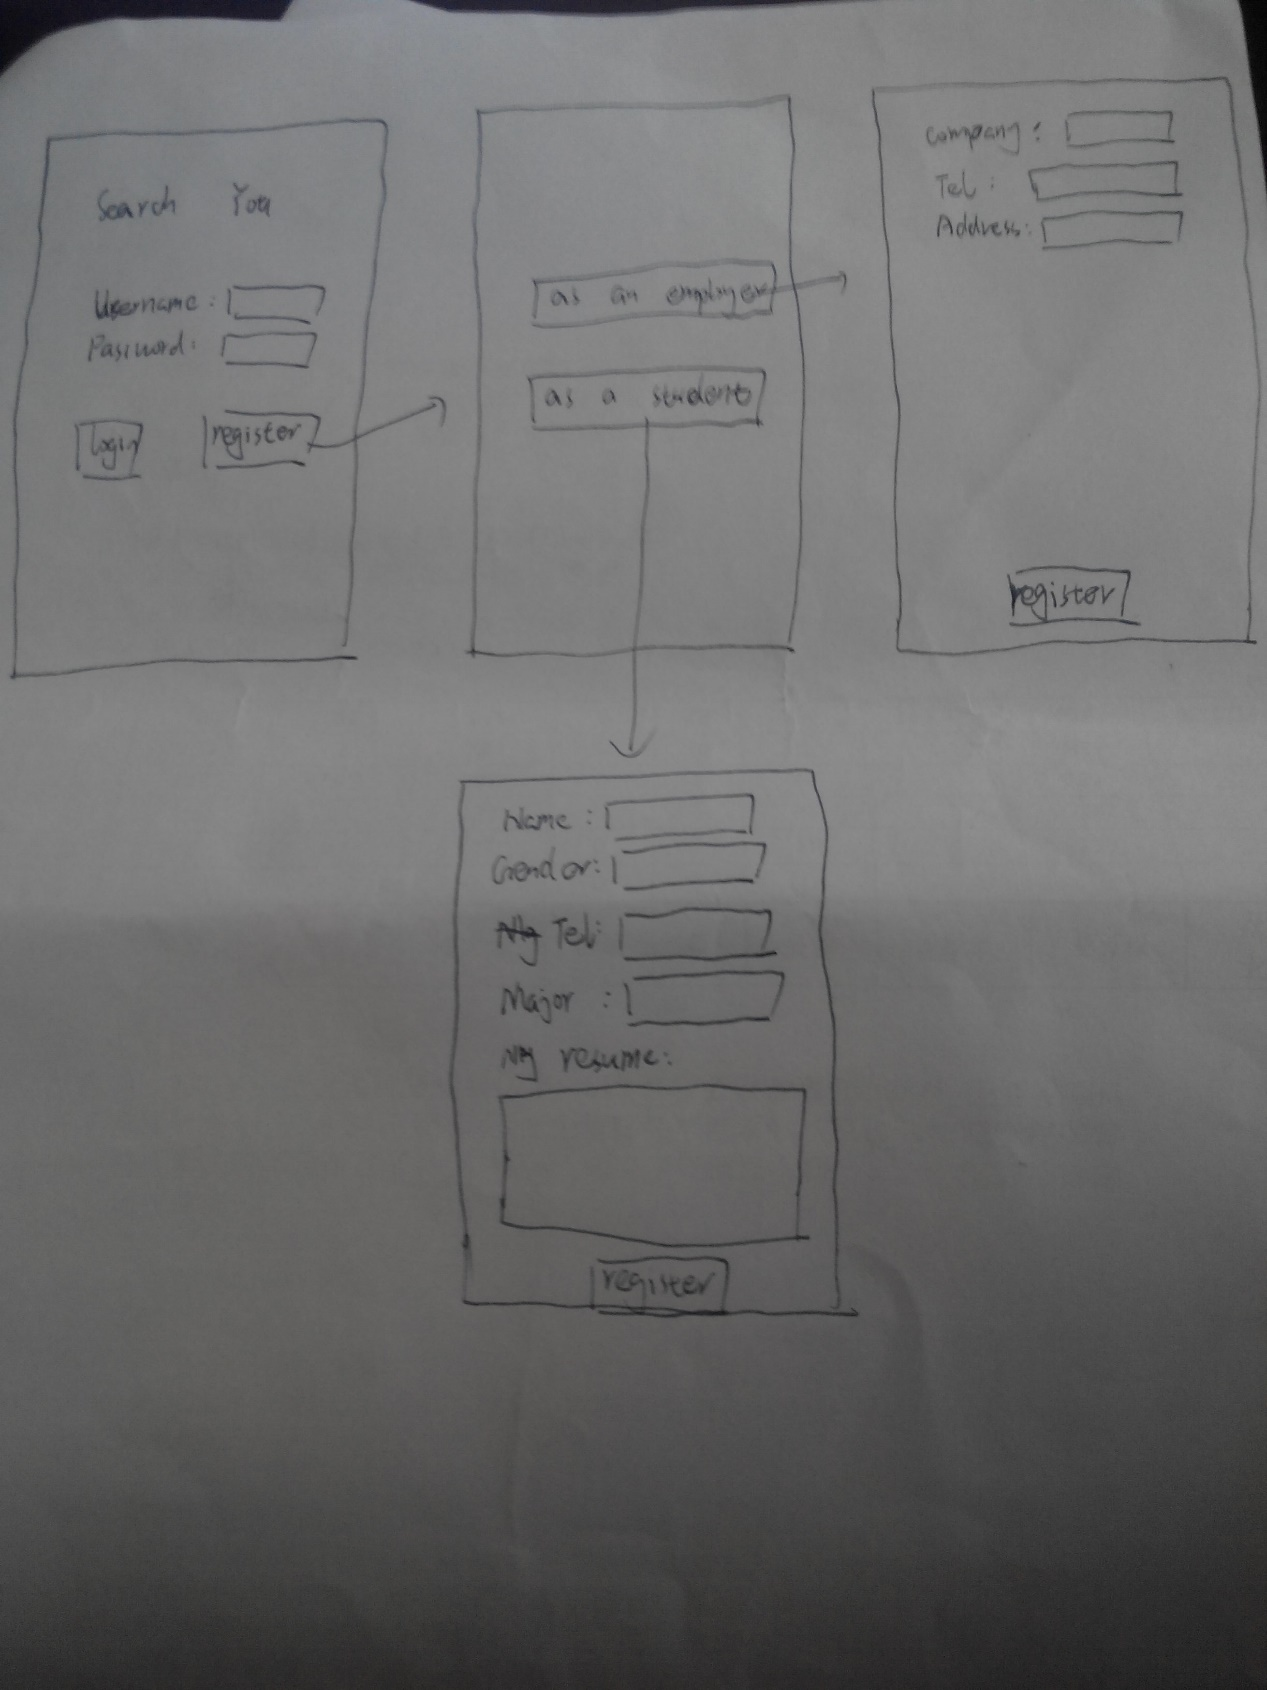 Search You
Username:
Password:
login
register
as an employer
as a student
company:
Tel:
Address:
register
Name:
Gendor:
Tel:
Major:
My resume:
register